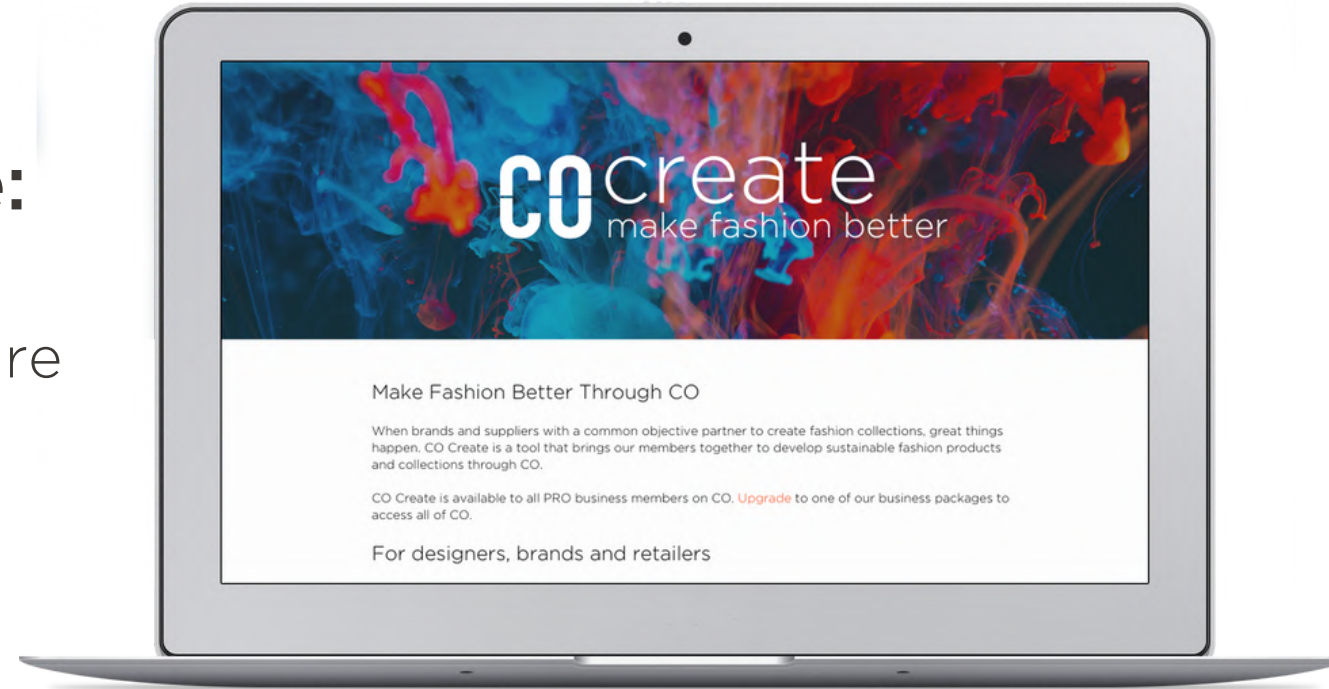 e:
re
CO create
make fashion better
Make Fashion Better Through CO
When brands and suppliers with a common objective partner to create fashion collections, great things
happen. CO Create is a tool that brings our members together to develop sustainable fashion products
and collections through CO.
CO Create is available to all PRO business members on CO. Upgrade to one of our business packages to
access all of CO.
For designers, brands and retailers